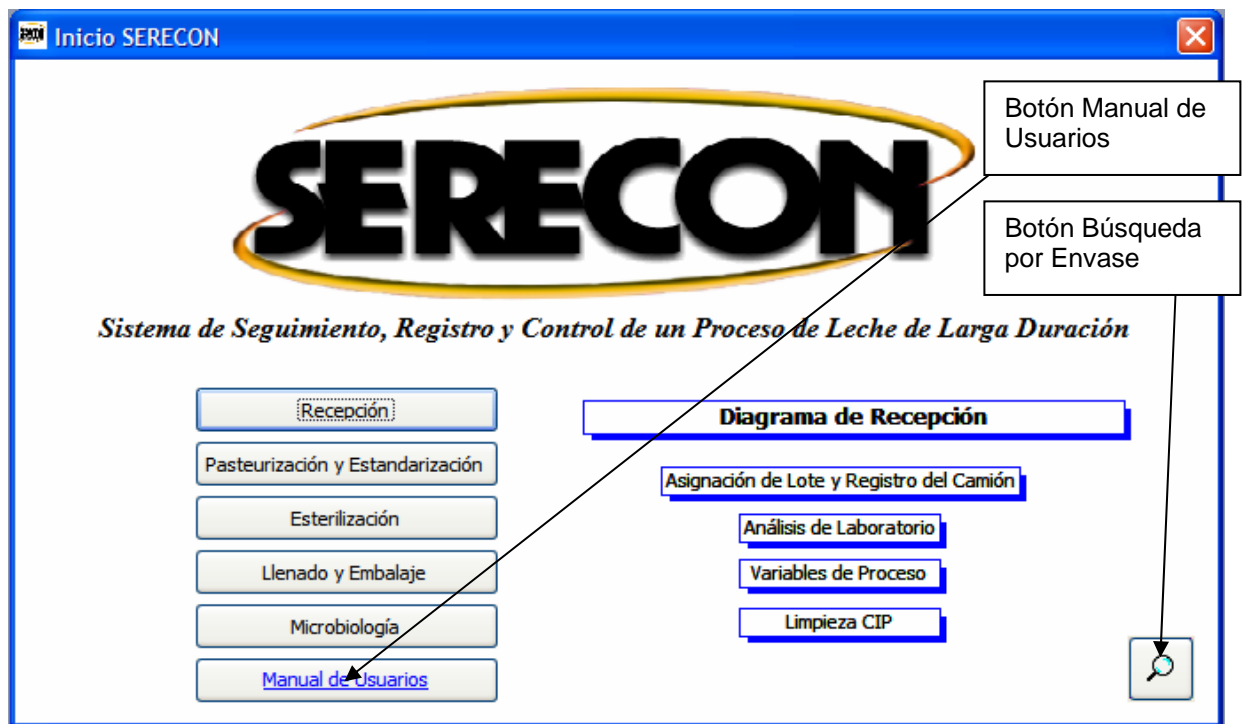 Inicio SERECON
Botón Manual de
Usuarios
SERECON
Botón Búsqueda
por Envase
Sistema de Seguimiento, Registro y Control de un Proceso de Leche de Larga Duración
Recepción
Pasteurización y Estandarización
Esterilización
Llenado y Embalaje
Microbiología
Manual de Usuarios
Diagrama de Recepción
Asignación de Lote y Registro del Camión
Análisis de Laboratorio
Variables de Proceso
Limpieza CIP